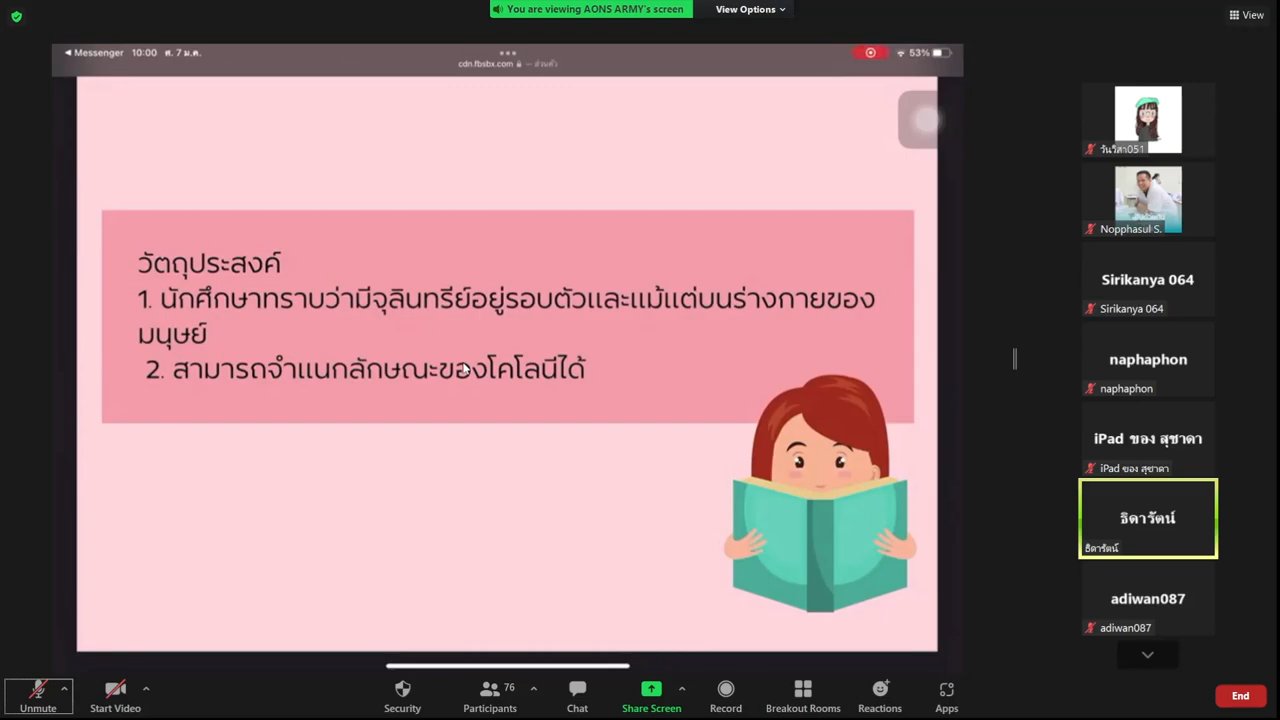 You are viewing AONS ARMY's screen
View Options
View
Messenger 10:00 ศ. 7 ม.ค.
53%
cdn.fbsbx.com — ส่วนตัว
วัตถุประสงค์
1. นักศึกษาทราบว่ามีจุลินทรีย์อยู่รอบตัวและแม้แต่บนร่างกายของ
มนุษย์
2. สามารถจำแนกลักษณะของโคโลนีได้
วันวิสา051
Nopphasul S.
Sirikanya 064
Sirikanya 064
naphaphon
naphaphon
iPad ของ สุชาดา
iPad ของ สุชาดา
ธิดารัตน์
ธิดารัตน์
adiwan087
adiwan087
Unmute
Start Video
Security
76
Participants
Chat
Share Screen
Record
Breakout Rooms
Reactions
Apps
End